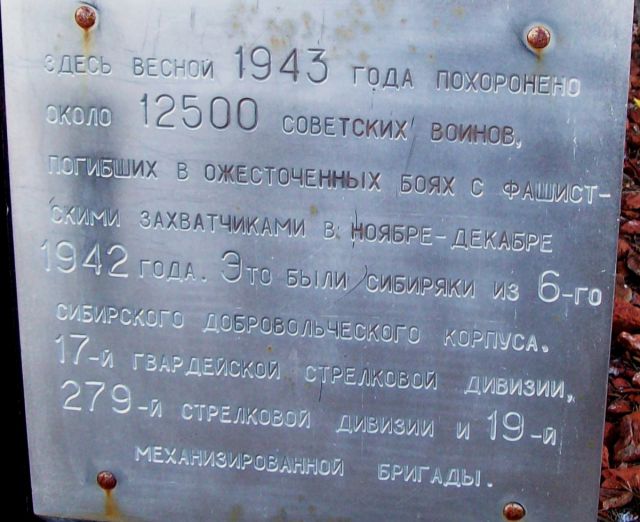 ЗДЕСЬ ВЕСНОЙ 1943 ГОДА ПОХОРОНЕНО
ОКОЛО 12500 СОВЕТСКИХ ВОИНОВ,
ПОГИБШИХ В ОЖЕСТОЧЕННЫХ БОЯХ С ФАШИСТ-
СКИМИ ЗАХВАТЧИКАМИ В НОЯБРЕ-ДЕКАБРЕ
1942 ГОДА. ЭТО БЫЛИ СИБИРЯКИ ИЗ 6-ГО
СИБИРСКОГО ДОБРОВОЛЬЧЕСКОГО КОРПУСА.
17-Й ГВАРДЕЙСКОЙ СТРЕЛКОВОЙ ДИВИЗИИ,
279-Й СТРЕЛКОВОЙ ДИВИЗИИ И 19-Й
МЕХАНИЗИРОВАННОЙ БРИГАДЫ.